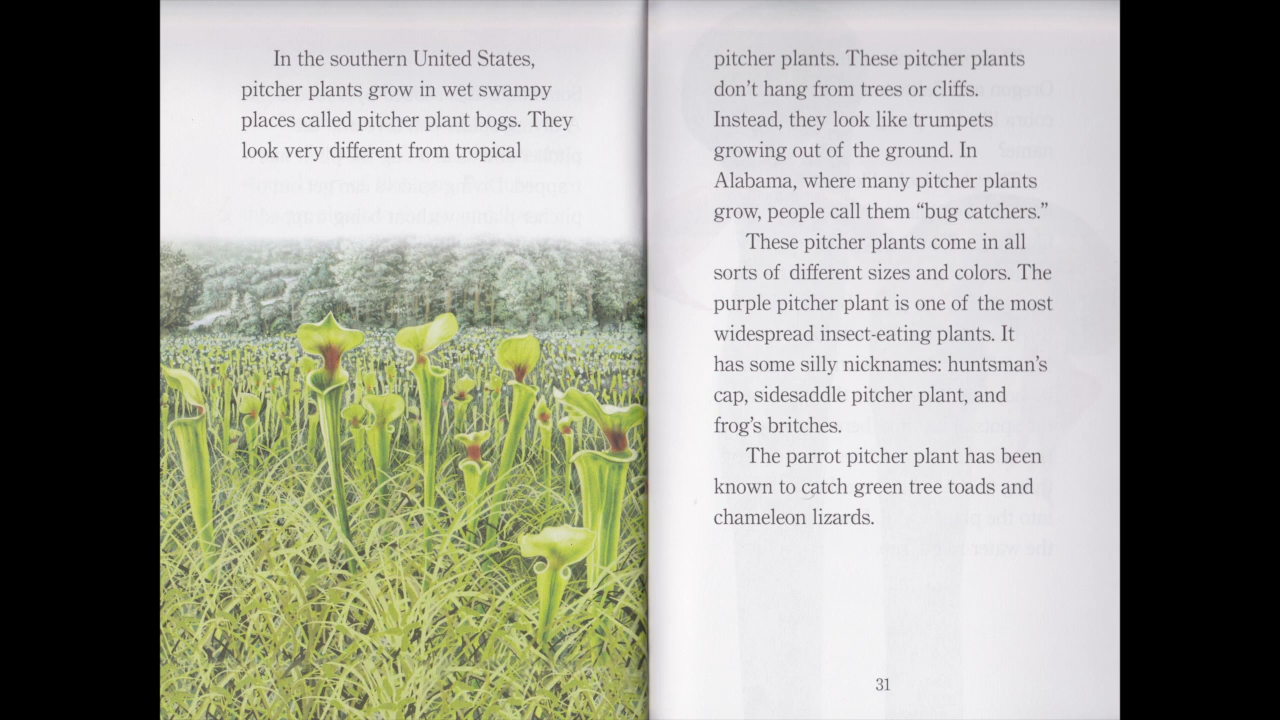 In the southern United States,
pitcher plants grow in wet swampy
places called pitcher plant bogs. They
look very different from tropical
pitcher plants. These pitcher plants
don't hang from trees or cliffs.
Instead, they look like trumpets
growing out of the ground. In
Alabama, where many pitcher plants
grow, people call them “bug catchers.”
These pitcher plants come in all
sorts of different sizes and colors. The
purple pitcher plant is one of the most
widespread insect-eating plants. It
has some silly nicknames: huntsman's
cap, sidesaddle pitcher plant, and
frog's britches.
The parrot pitcher plant has been
known to catch green tree toads and
chameleon lizards.
31